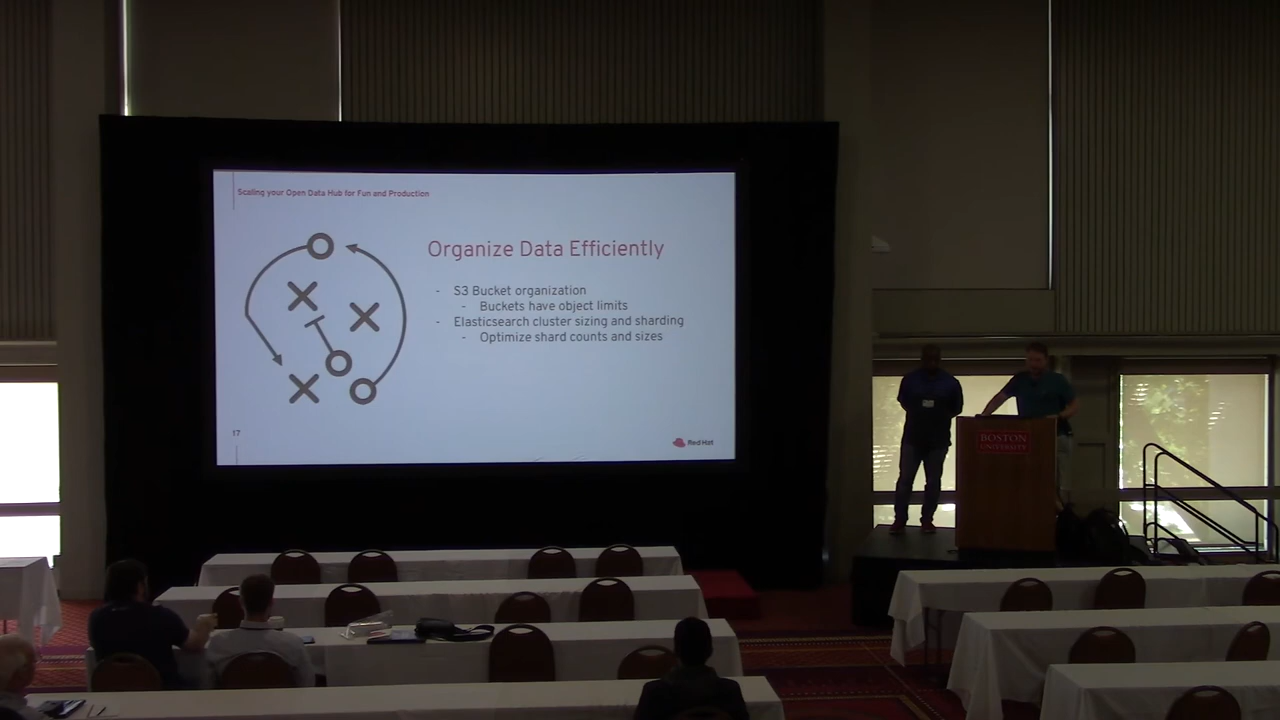 Scaling your Open Data Hub for Fun and Production
Organize Data Efficiently
- S3 Bucket organization
- Buckets have object limits
- Elasticsearch cluster sizing and sharding
- Optimize shard counts and sizes
17
Red Hat
BOSTON
UNIVERSITY